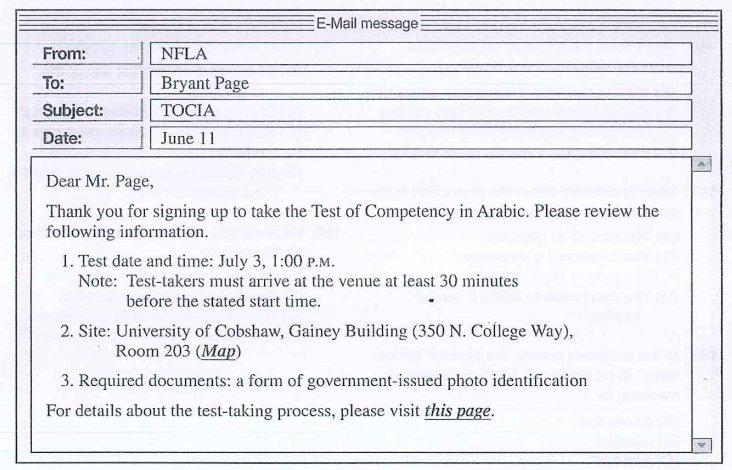 E-Mail message
From: NFLA
To: Bryant Page
Subject: TOCIA
Date: June 11
Dear Mr. Page,
Thank you for signing up to take the Test of Competency in Arabic. Please review the
following information.
1. Test date and time: July 3, 1:00 P.M.
Note: Test-takers must arrive at the venue at least 30 minutes
before the stated start time.
2. Site: University of Cobshaw, Gainey Building (350 N. College Way),
Room 203 (Map)
3. Required documents: a form of government-issued photo identification
For details about the test-taking process, please visit this page.